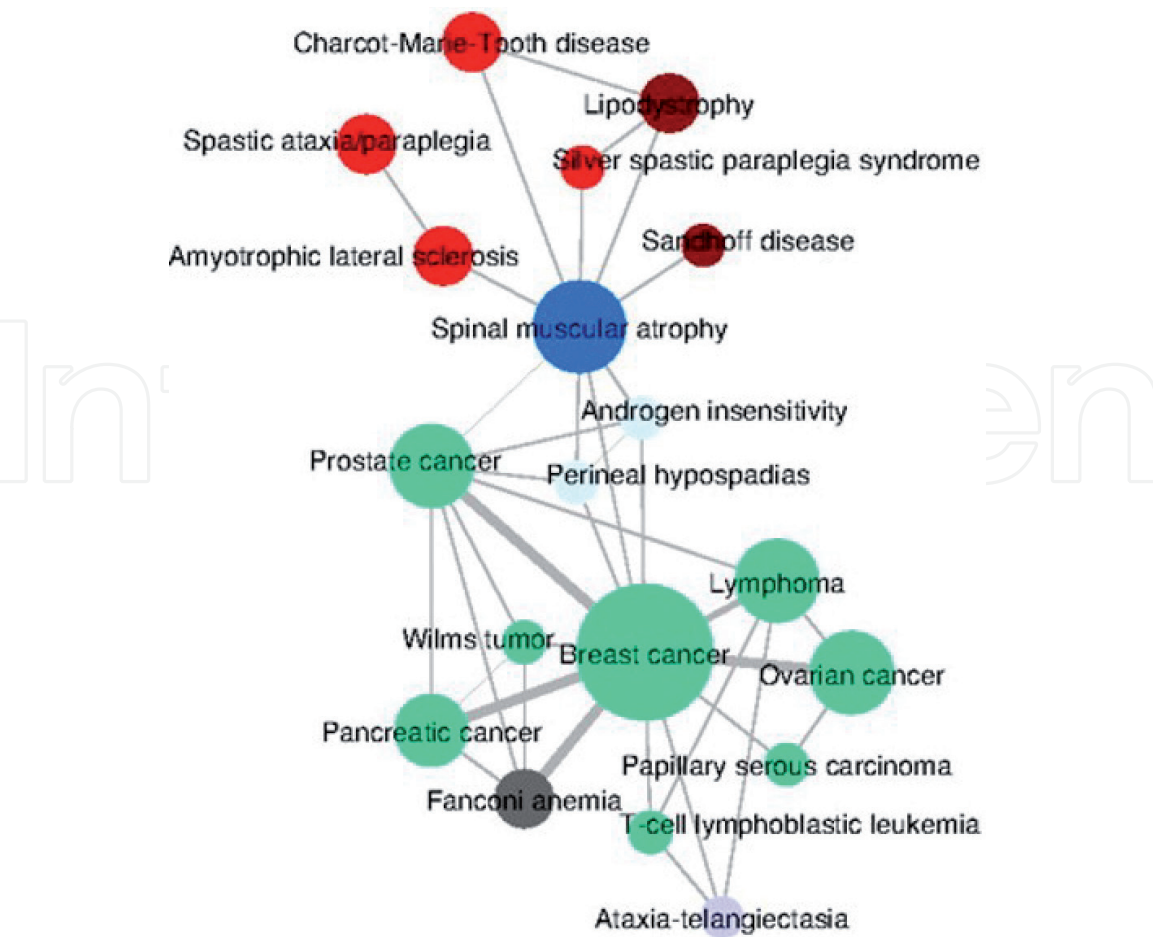 Charcot-Marie-Tooth disease
Lipodystrophy
Spastic ataxia/paraplegia
Silver spastic paraplegia syndrome
Sandhoff disease
Amyotrophic lateral sclerosis
Spinal muscular atrophy
Androgen insensitivity
Prostate cancer
Perineal hypospadias
Lymphoma
Wilms tumor
Breast cancer
Ovarian cancer
Pancreatic cancer
Papillary serous carcinoma
Fanconi anemia
T-cell lymphoblastic leukemia
Ataxia-telangiectasia